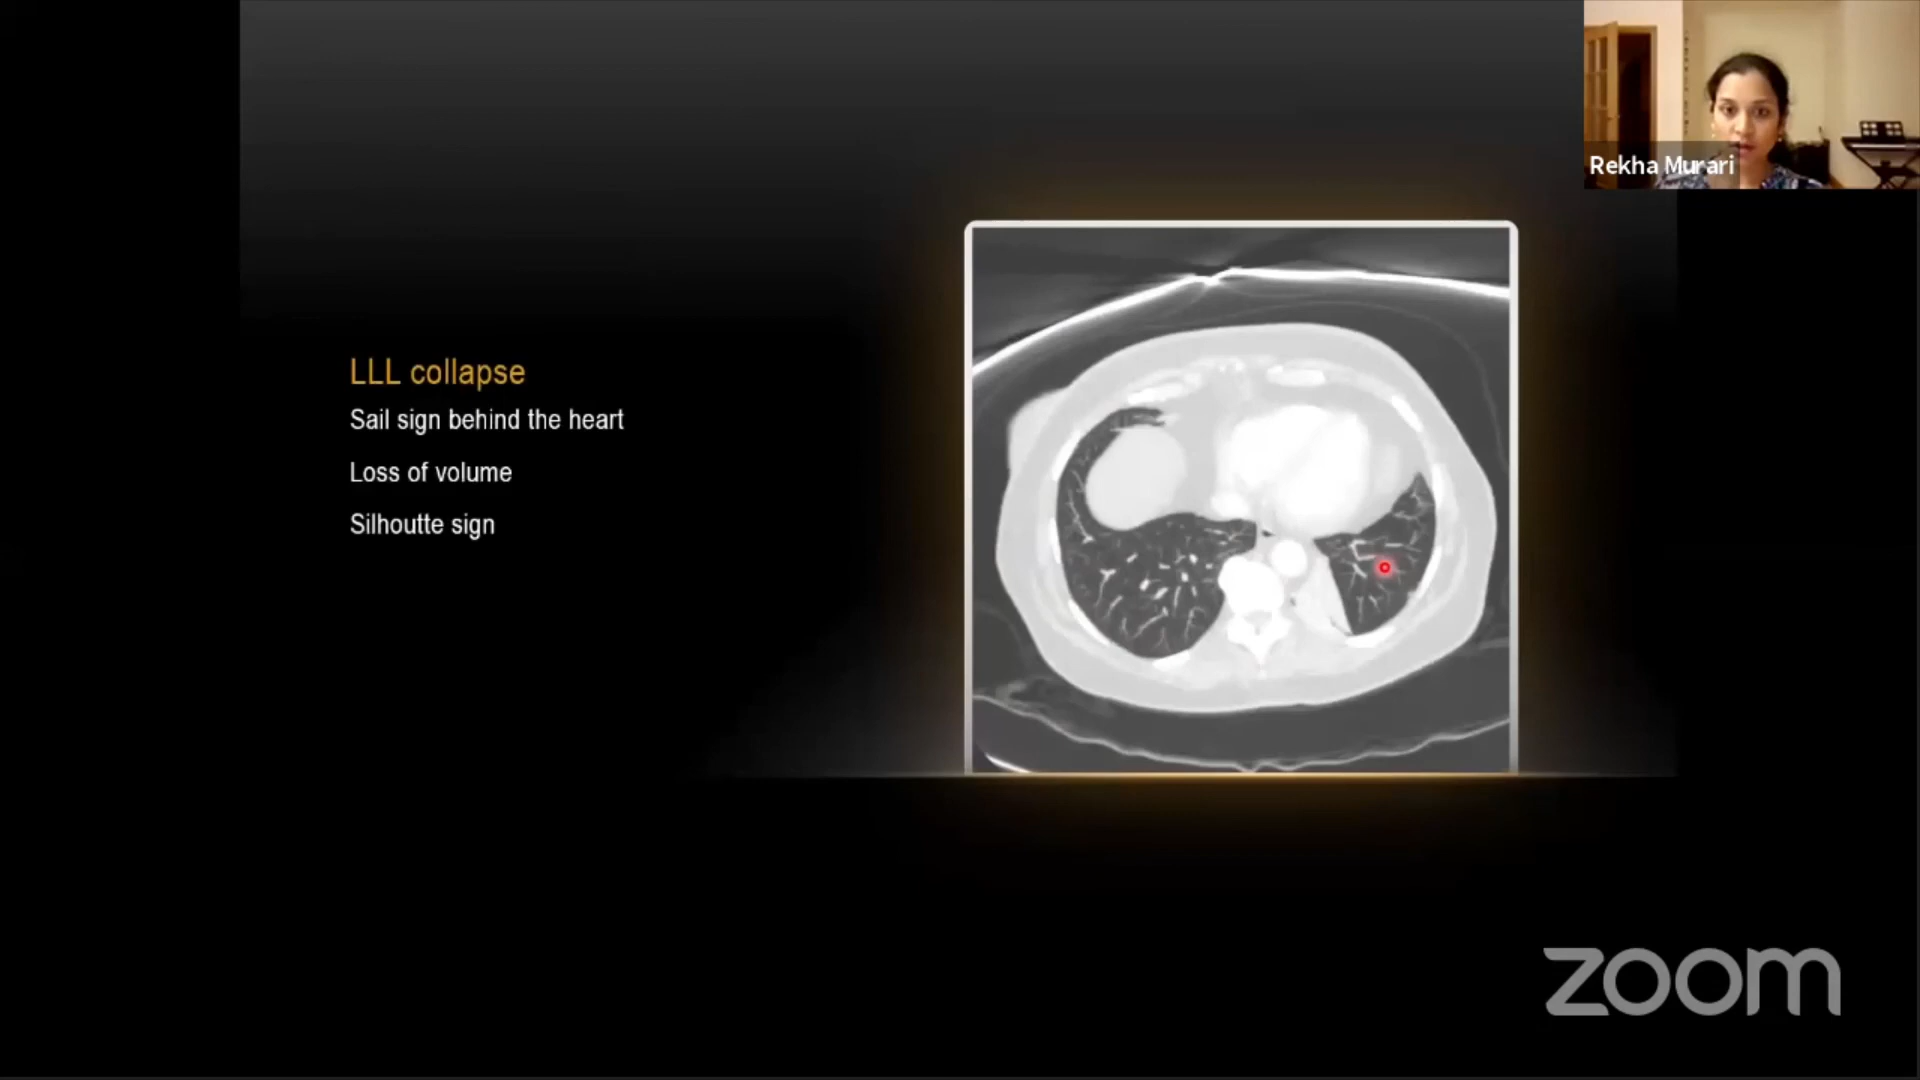 Rekha Murari
LLL collapse
Sail sign behind the heart
Loss of volume
Silhoutte sign
zoom